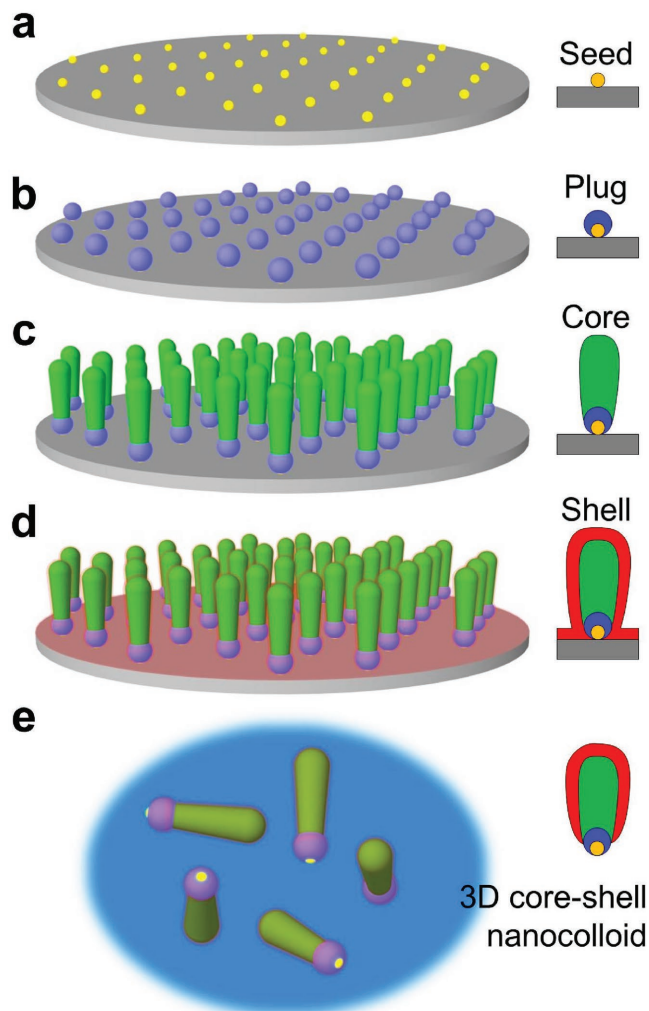 a
Seed
b
Plug
c
Core
d
Shell
e
3D core-shell
nanocolloid